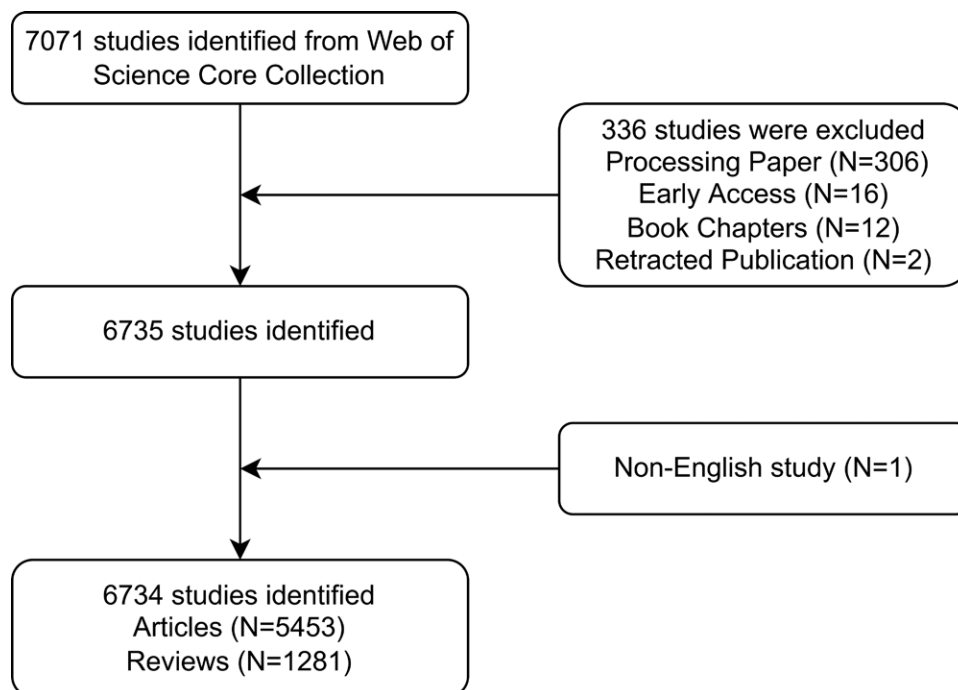 7071 studies identified from Web of
Science Core Collection
336 studies were excluded
Processing Paper (N=306)
Early Access (N=16)
Book Chapters (N=12)
Retracted Publication (N=2)
6735 studies identified
Non-English study (N=1)
6734 studies identified
Articles (N=5453)
Reviews (N=1281)